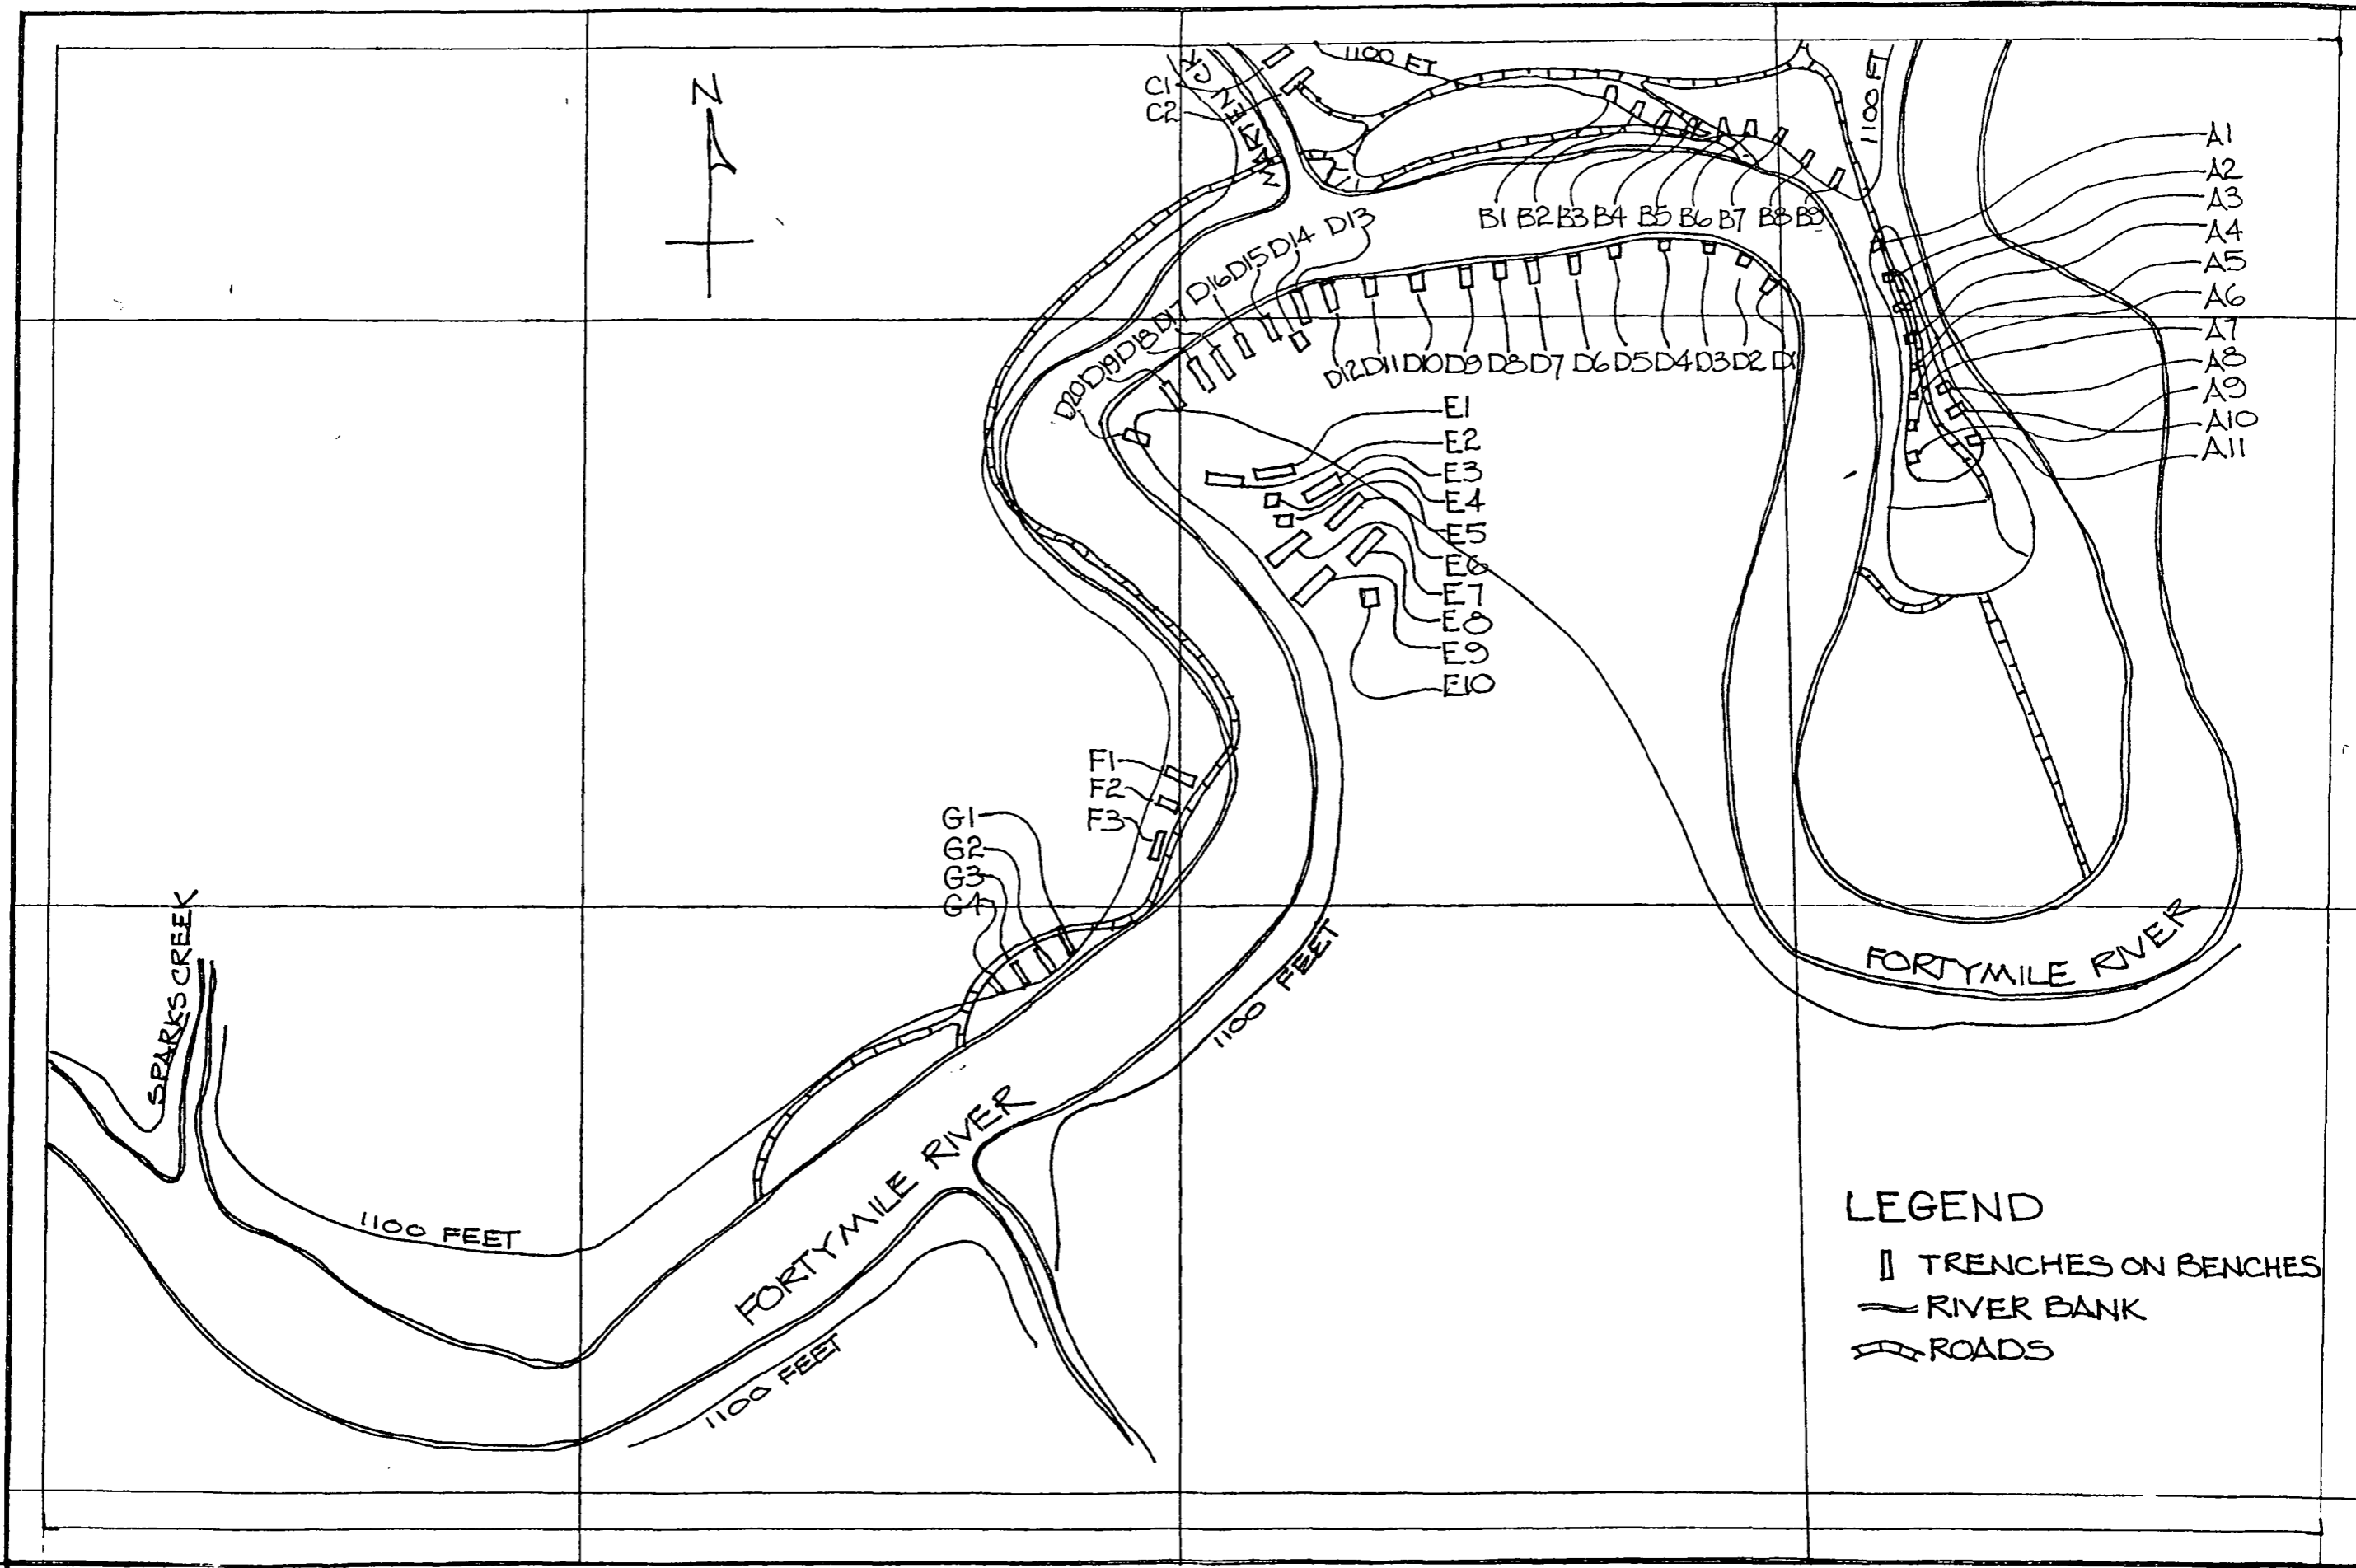 N
C1
C2
MARTEN CK
1100 FT
1100 FT
A1
A2
A3
A4
A5
A6
A7
A8
A9
A10
A11
B1 B2 B3 B4 B5 B6 B7 B8 B9
D20 D19 D18 D17 D16 D15 D14 D13
D12 D11 D10 D9 D8 D7 D6 D5 D4 D3 D2 D1
E1
E2
E3
E4
E5
E6
E7
E8
E9
E10
F1
F2
F3
G1
G2
G3
G4
SPARKS CREEK
1100 FEET
FORTYMILE RIVER
1100 FEET
FORTYMILE RIVER
1100 FEET
LEGEND
TRENCHES ON BENCHES
RIVER BANK
ROADS